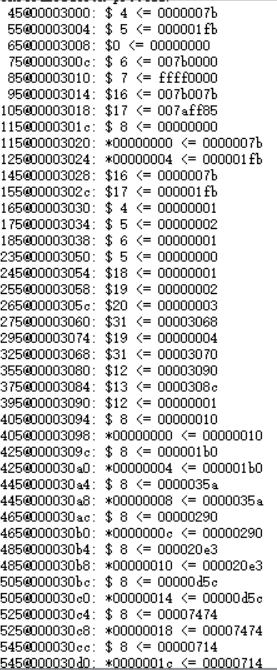 45@00003000: $ 4 <= 0000007b
55@00003004: $ 5 <= 000001fb
65@00003008: $0 <= 00000000
75@0000300c: $ 6 <= 007b0000
85@00003010: $ 7 <= ffff0000
95@00003014: $16 <= 007b007b
105@00003018: $17 <= 007aff85
115@0000301c: $ 8 <= 00000000
115@00003020: *00000000 <= 0000007b
125@00003024: *00000004 <= 000001fb
145@00003028: $16 <= 0000007b
155@0000302c: $17 <= 000001fb
165@00003030: $ 4 <= 00000001
175@00003034: $ 5 <= 00000002
185@00003038: $ 6 <= 00000001
235@00003050: $ 5 <= 00000000
245@00003054: $18 <= 00000001
255@00003058: $19 <= 00000002
265@0000305c: $20 <= 00000003
275@00003060: $31 <= 00003068
295@00003074: $19 <= 00000004
325@00003068: $31 <= 00003070
355@00003080: $12 <= 00003090
375@00003084: $13 <= 0000308c
395@00003090: $12 <= 00000001
405@00003094: $ 8 <= 00000010
405@00003098: *00000000 <= 00000010
425@0000309c: $ 8 <= 000001b0
425@000030a0: *00000004 <= 000001b0
445@000030a4: $ 8 <= 0000035a
445@000030a8: *00000008 <= 0000035a
465@000030ac: $ 8 <= 00000290
465@000030b0: *0000000c <= 00000290
485@000030b4: $ 8 <= 000020e3
485@000030b8: *00000010 <= 000020e3
505@000030bc: $ 8 <= 00000d5c
505@000030c0: *00000014 <= 00000d5c
525@000030c4: $ 8 <= 00007474
525@000030c8: *00000018 <= 00007474
545@000030cc: $ 8 <= 00000714
545@000030d0: *0000001c <= 00000714